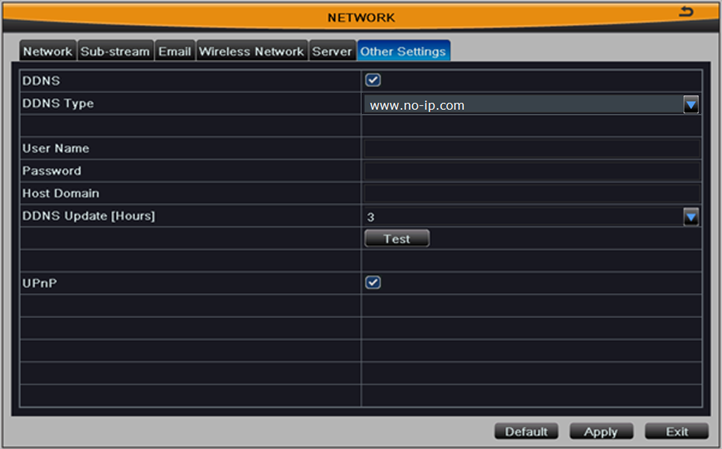 NETWORK
Network Sub-stream Email Wireless Network Server Other Settings
DDNS
DDNS Type www.no-ip.com
User Name
Password
Host Domain
DDNS Update [Hours] 3
Test
UPnP
Default Apply Exit